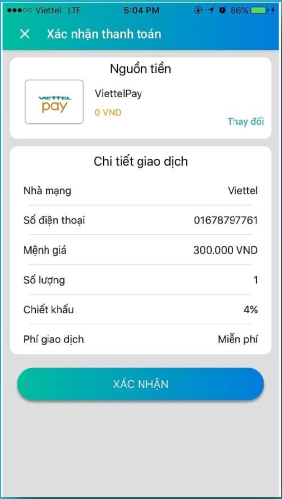 Viettel LTE 5:04 PM 86%
× Xác nhận thanh toán
Nguồn tiền
VIETTEL
pay
ViettelPay
0 VND
Thay đổi
Chi tiết giao dịch
Nhà mạng Viettel
Số điện thoại 01678797761
Mệnh giá 300.000 VND
Số lượng 1
Chiết khấu 4%
Phí giao dịch Miễn phí
XÁC NHẬN